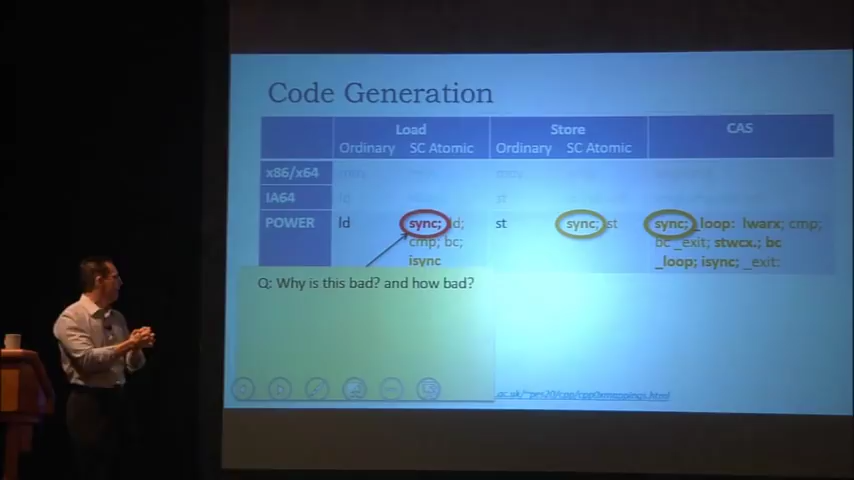 Code Generation
Load Store CAS
Ordinary SC Atomic Ordinary SC Atomic
x86/x64
IA64
POWER ld sync; ld; st sync; st sync; _loop: lwarx; cmp;
cmp; bc; bc _exit; stwcx.; bc
isync _loop; isync; _exit:
Q: Why is this bad? and how bad?